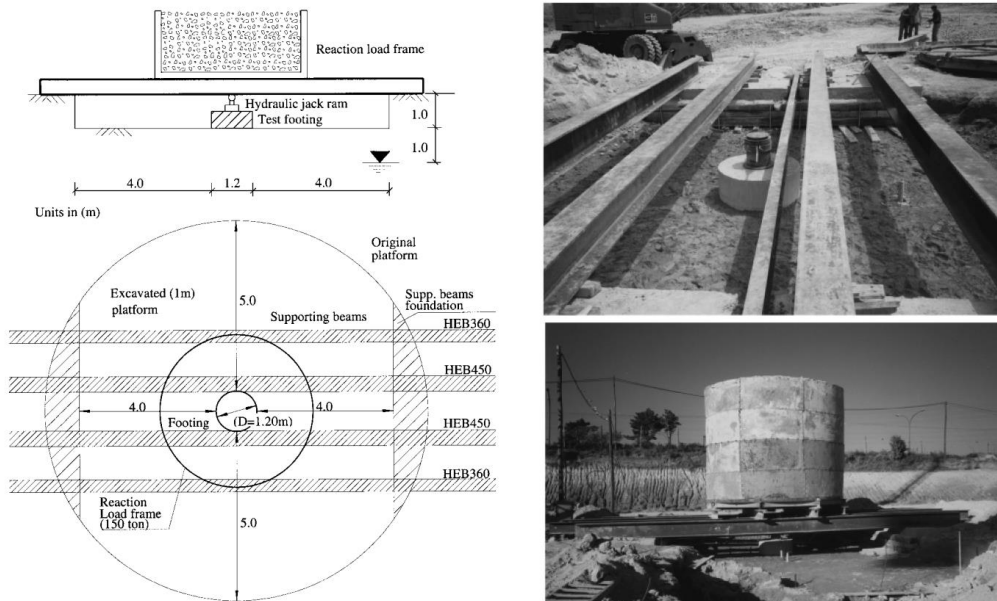 Reaction load frame
Hydraulic jack ram
Test footing
1.0
1.0
4.0
1.2
4.0
Units in (m)
Original
platform
Excavated (1m)
platform
5.0
Supporting beams
Supp. beams
foundation
HEB360
HEB450
4.0
Footing
(D=1.20m)
4.0
HEB450
HEB360
Reaction
Load frame
(150 ton)
5.0